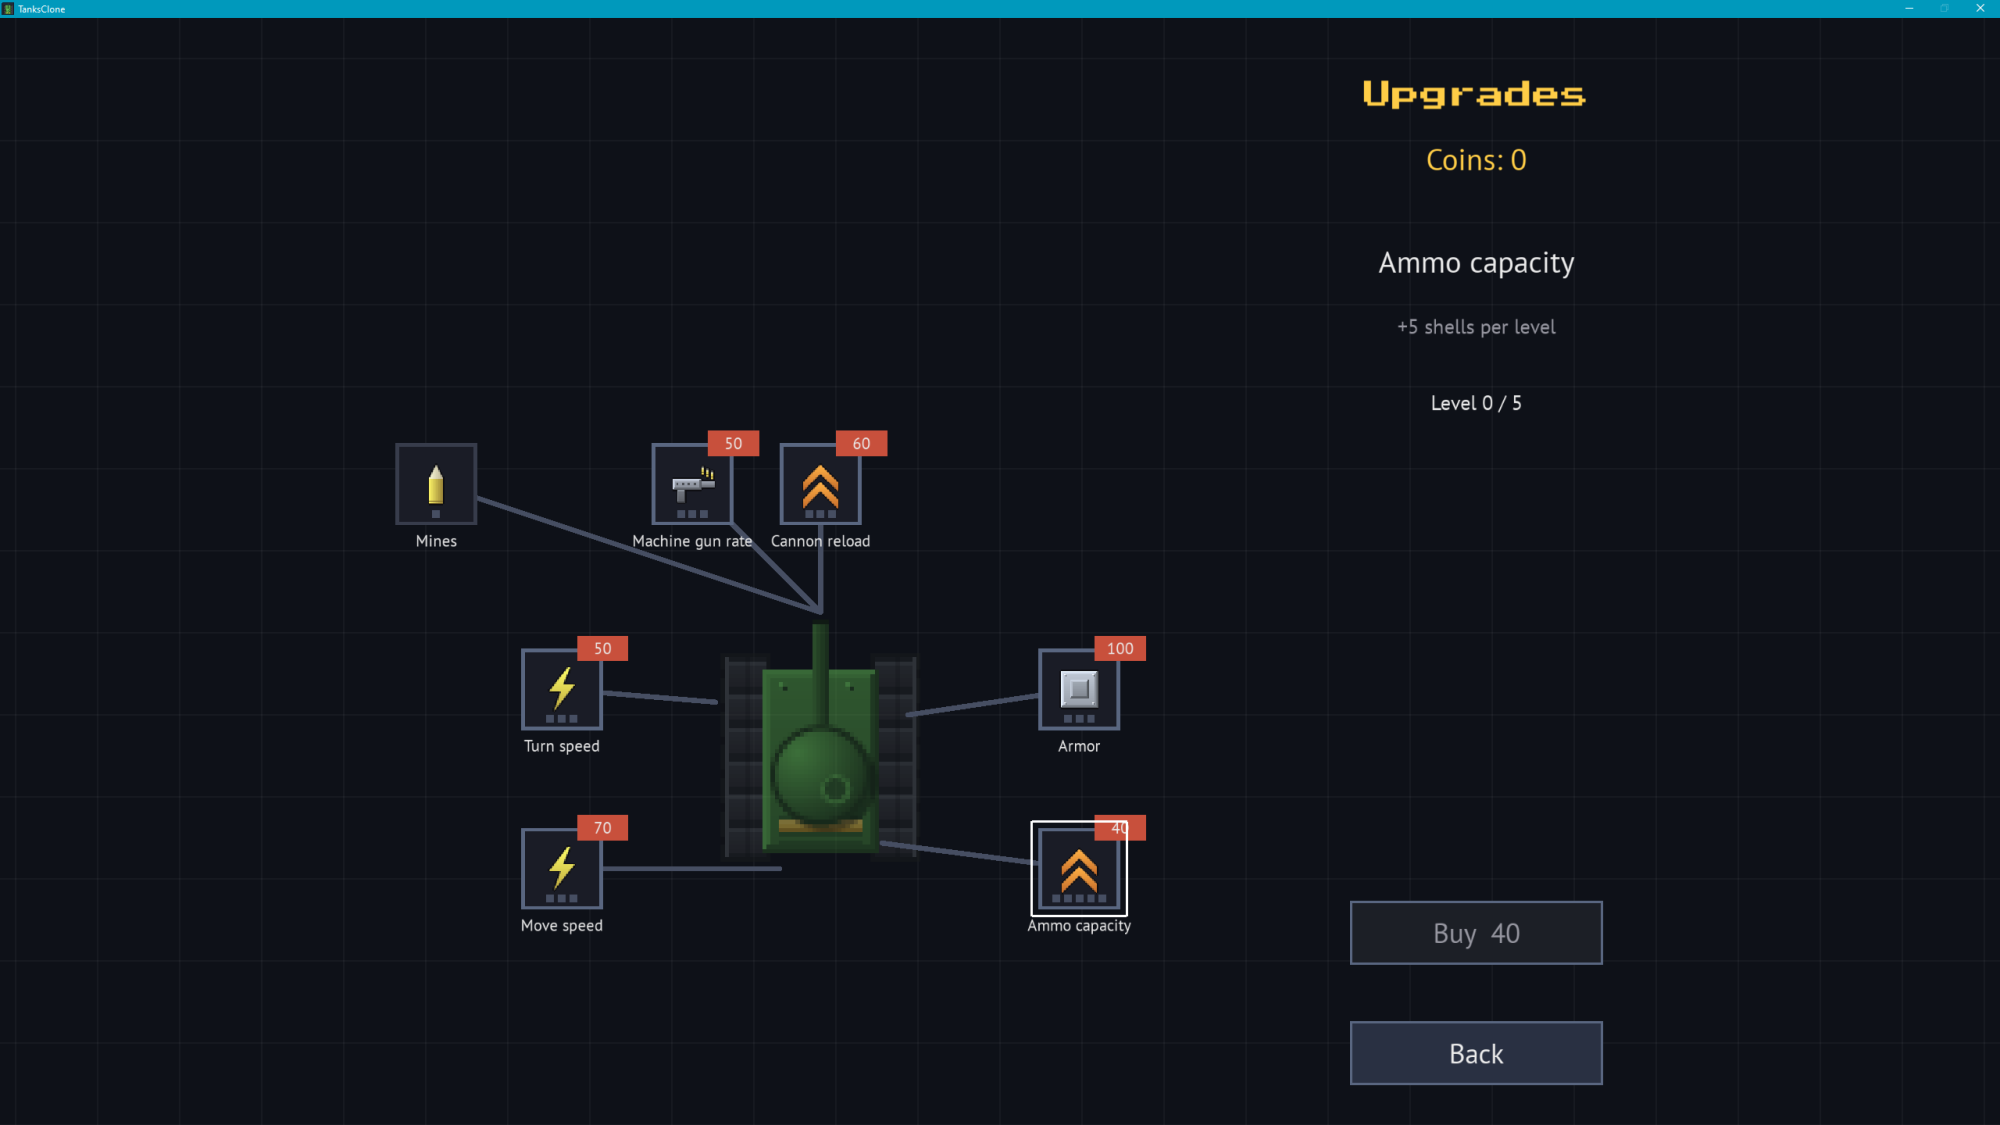 TanksClone
Upgrades
Coins: 0
Ammo capacity
+5 shells per level
Level 0 / 5
50
60
Mines
Machine gun rate
Cannon reload
50
100
Turn speed
Armor
70
40
Move speed
Ammo capacity
Buy 40
Back